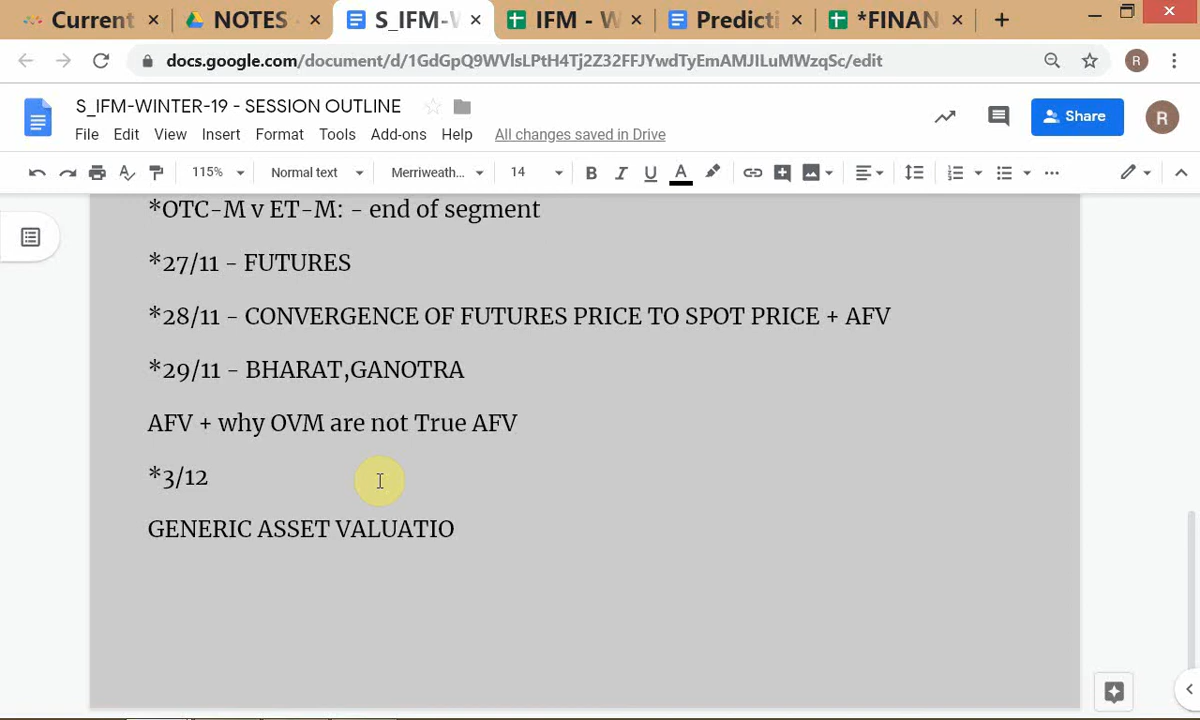 Current
NOTES -
S_IFM-W
IFM - W
Predicti
*FINAN
docs.google.com/document/d/1GdGpQ9WVlsLPtH4Tj2Z32FFJYwdTyEmAMJILuMWzqSc/edit
R
S_IFM-WINTER-19 - SESSION OUTLINE
File Edit View Insert Format Tools Add-ons Help All changes saved in Drive
Share
R
115% Normal text Merriweath... 14 B I U A
*OTC-M v ET-M: - end of segment
*27/11 - FUTURES
*28/11 - CONVERGENCE OF FUTURES PRICE TO SPOT PRICE + AFV
*29/11 - BHARAT,GANOTRA
AFV + why OVM are not True AFV
*3/12
GENERIC ASSET VALUATIO